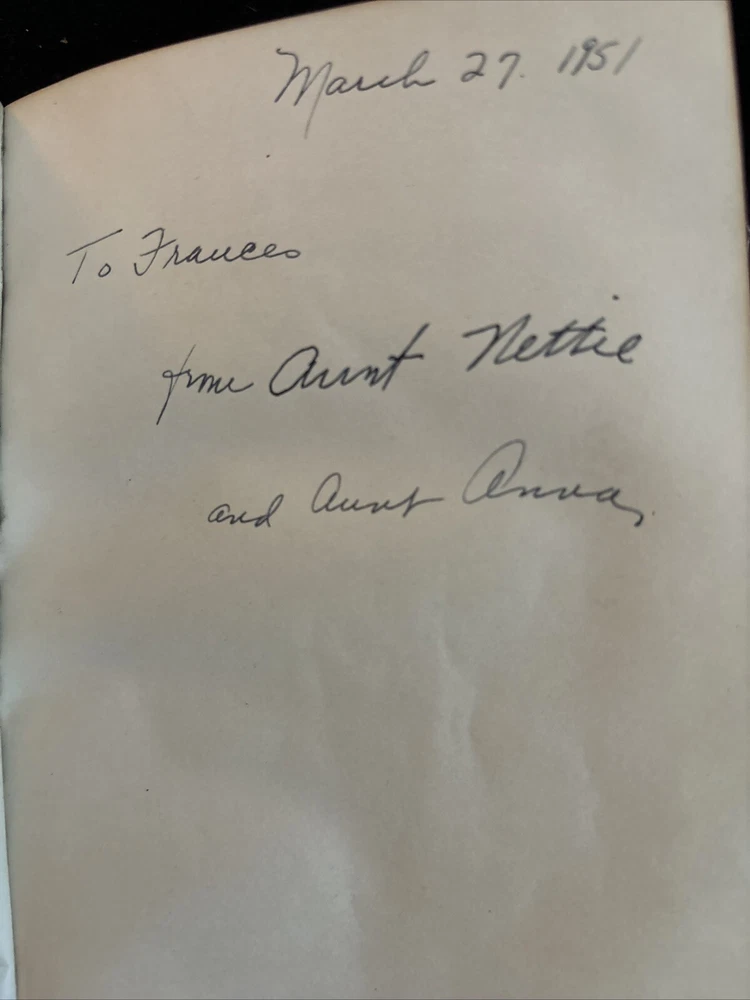 March 27. 1951
To Frances
from Aunt Nettie
and Aunt Anna